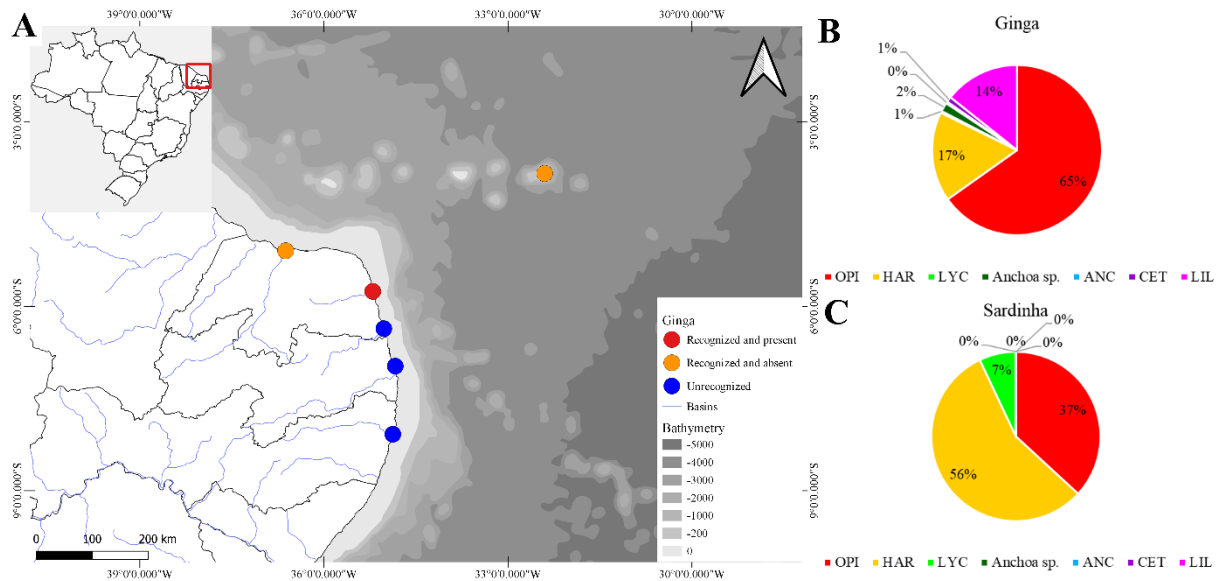 A
39°0'0.000"W 36°0'0.000"W 33°0'0.000"W 30°0'0.000"W
3°0'0.000"S
3°0'0.000"S
6°0'0.000"S
6°0'0.000"S
9°0'0.000"S
9°0'0.000"S
Ginga
Recognized and present
Recognized and absent
Unrecognized
Basins
Bathymetry
-5000
-4000
-3000
-2000
-1000
-200
0
0 100 200 km
39°0'0.000"W 36°0'0.000"W 33°0'0.000"W 30°0'0.000"W
B
Ginga
1%
0%
2%
1%
14%
17%
65%
OPI HAR LYC Anchoa sp. ANC CET LIL
C
Sardinha
0%
0% 0% 0%
7%
37%
56%
OPI HAR LYC Anchoa sp. ANC CET LIL